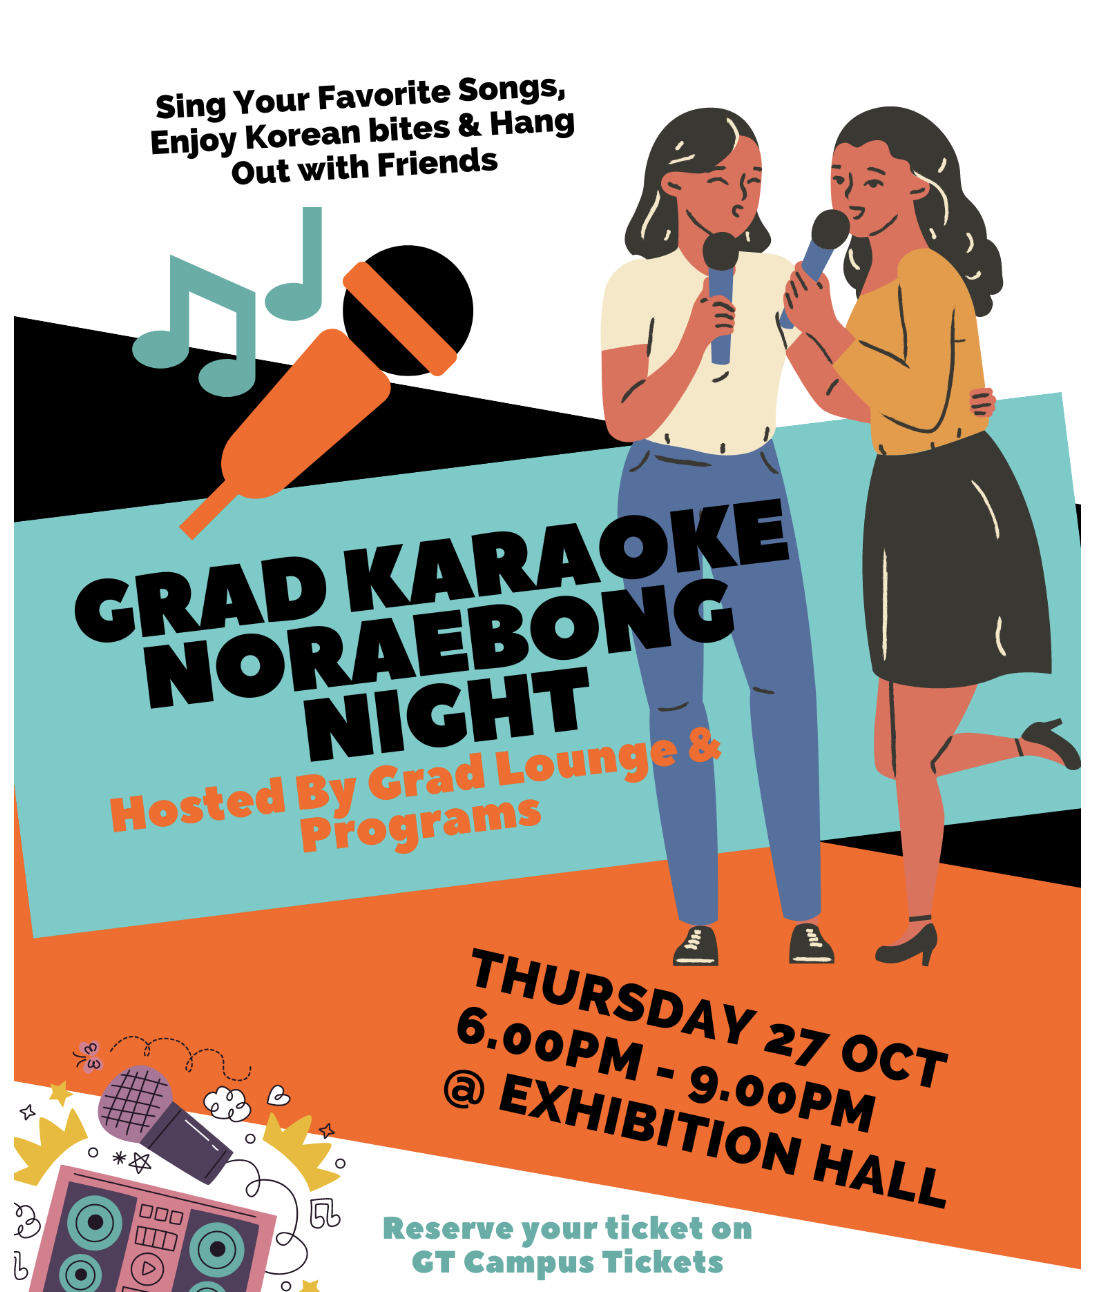 Sing Your Favorite Songs,
Enjoy Korean bites & Hang
Out with Friends
GRAD KARAOKE
NORAEBONG
NIGHT
Hosted By Grad Lounge &
Programs
THURSDAY 27 OCT
6.00PM - 9.00PM
@ EXHIBITION HALL
Reserve your ticket on
GT Campus Tickets